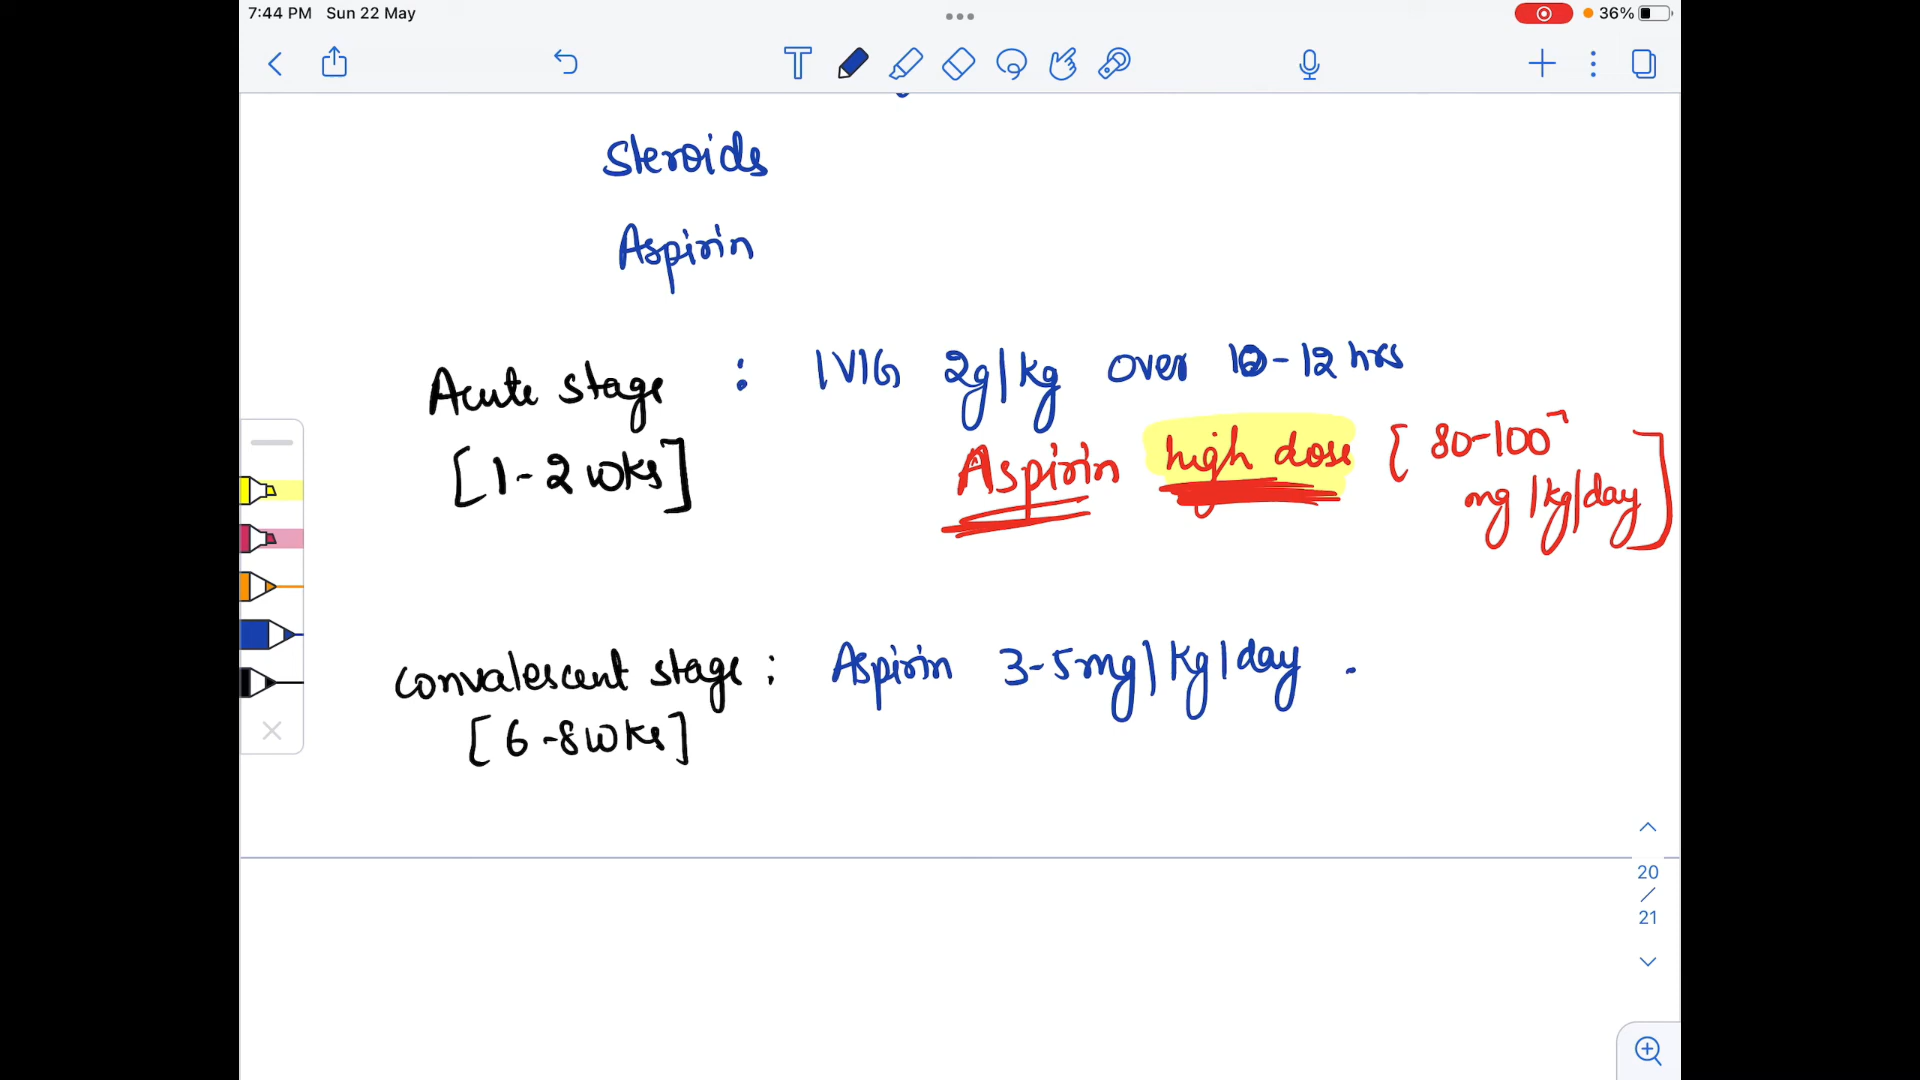 7:44 PM Sun 22 May
36%
Steroids
Aspirin
Acute stage : IVIG 2g/kg over 10-12 hrs
[1-2 wks]
Aspirin high dose [80-100
mg/kg/day]
convalescent stage : Aspirin 3-5mg/kg/day .
[6-8 wks]
20
/
21